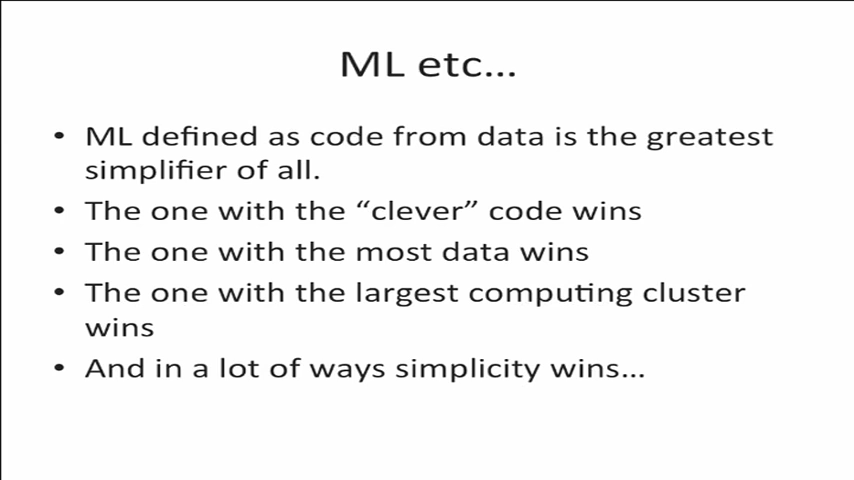 ML etc...
• ML defined as code from data is the greatest
simplifier of all.
• The one with the “clever” code wins
• The one with the most data wins
• The one with the largest computing cluster
wins
• And in a lot of ways simplicity wins...